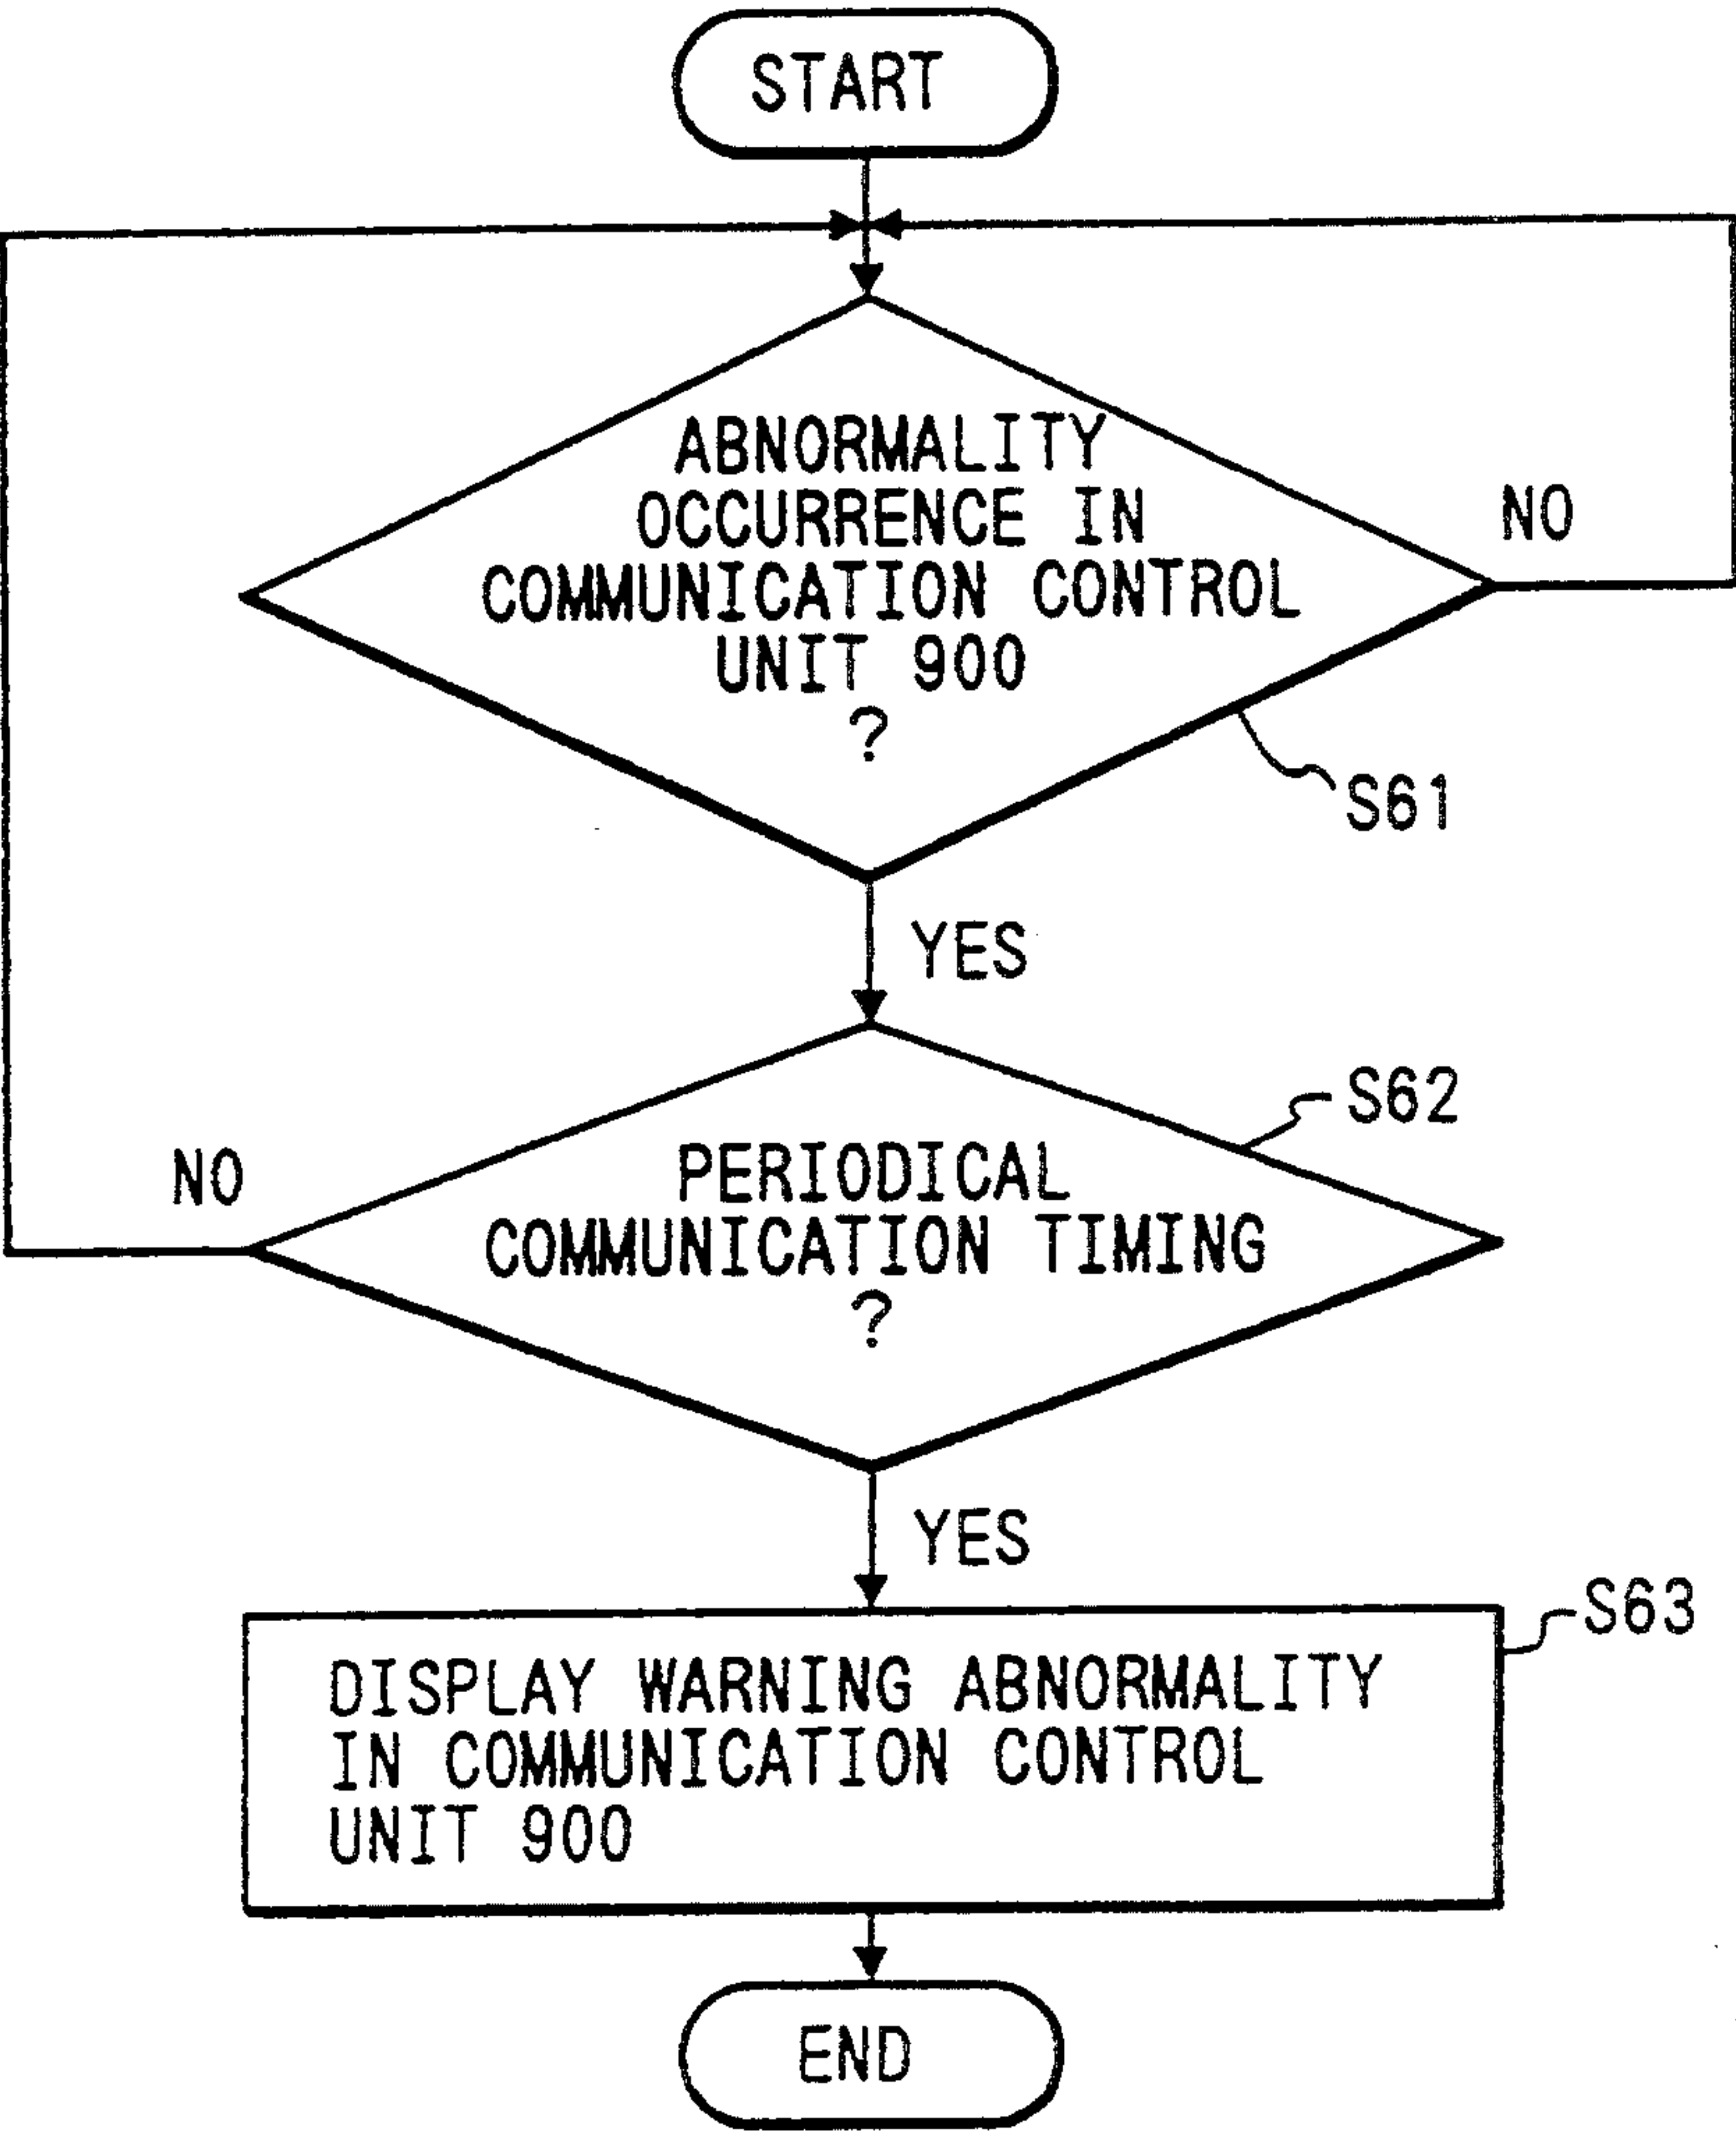 START
ABNORMALITY
OCCURRENCE IN
COMMUNICATION CONTROL
UNIT 900
?
NO
S61
YES
S62
NO
PERIODICAL
COMMUNICATION TIMING
?
YES
S63
DISPLAY WARNING ABNORMALITY
IN COMMUNICATION CONTROL
UNIT 900
END